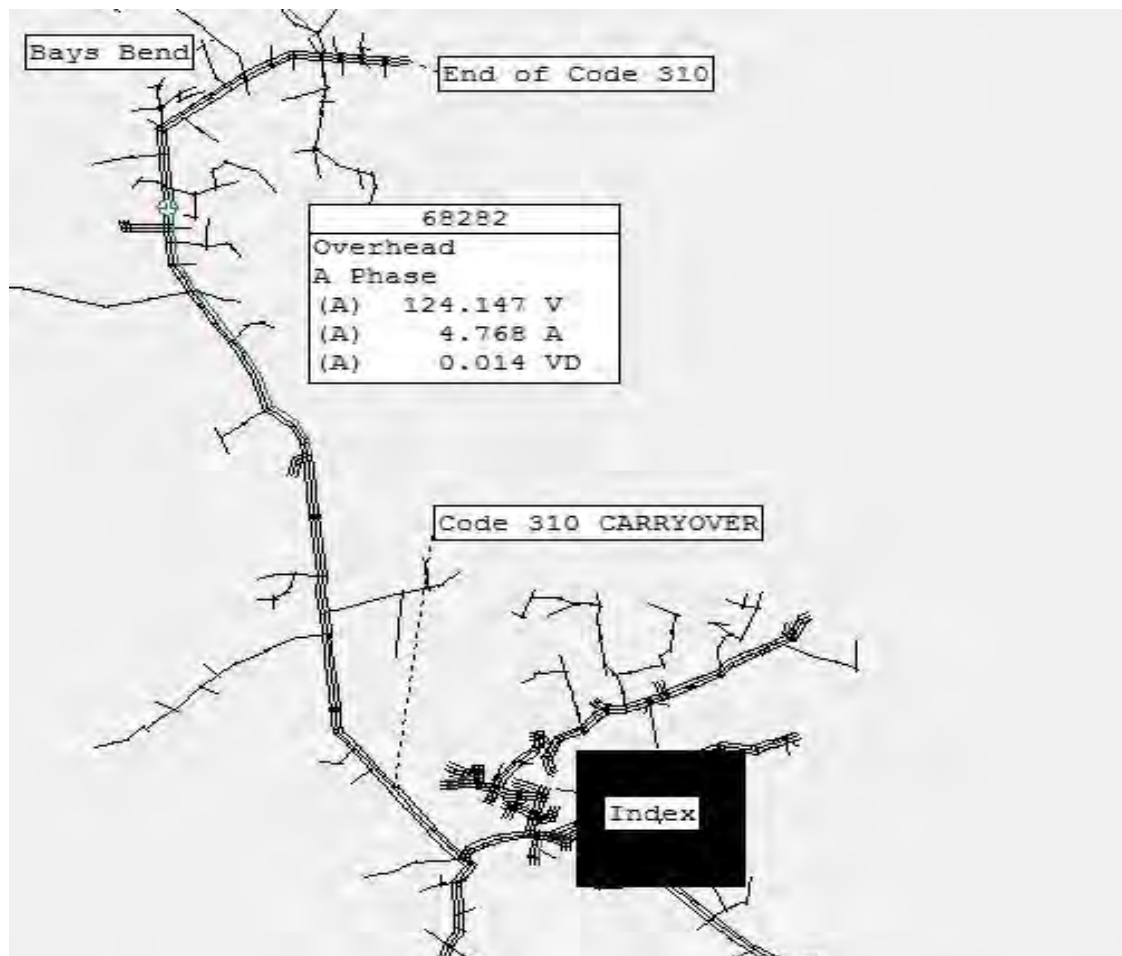 Bays Bend
End of Code 310
68282
Overhead
A Phase
(A) 124.147 V
(A) 4.768 A
(A) 0.014 VD
Code 310 CARRYOVER
Index